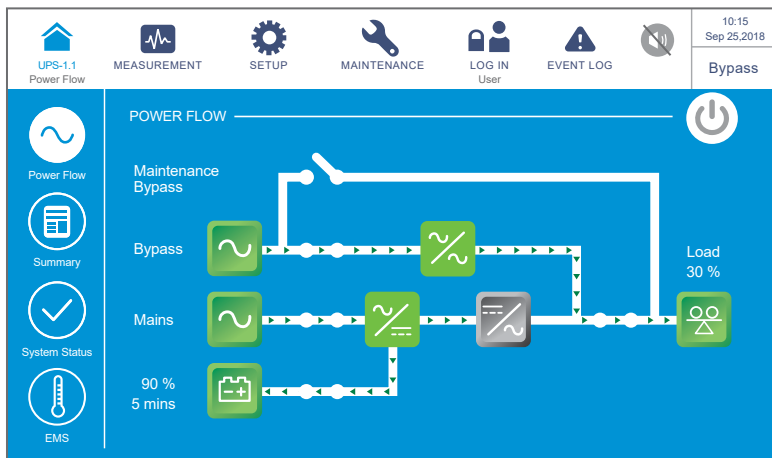 UPS-1.1
Power Flow
MEASUREMENT
SETUP
MAINTENANCE
LOG IN
User
EVENT LOG
10:15
Sep 25,2018
Bypass
Power Flow
Summary
System Status
EMS
POWER FLOW
Maintenance
Bypass
Bypass
Load
30 %
Mains
90 %
5 mins